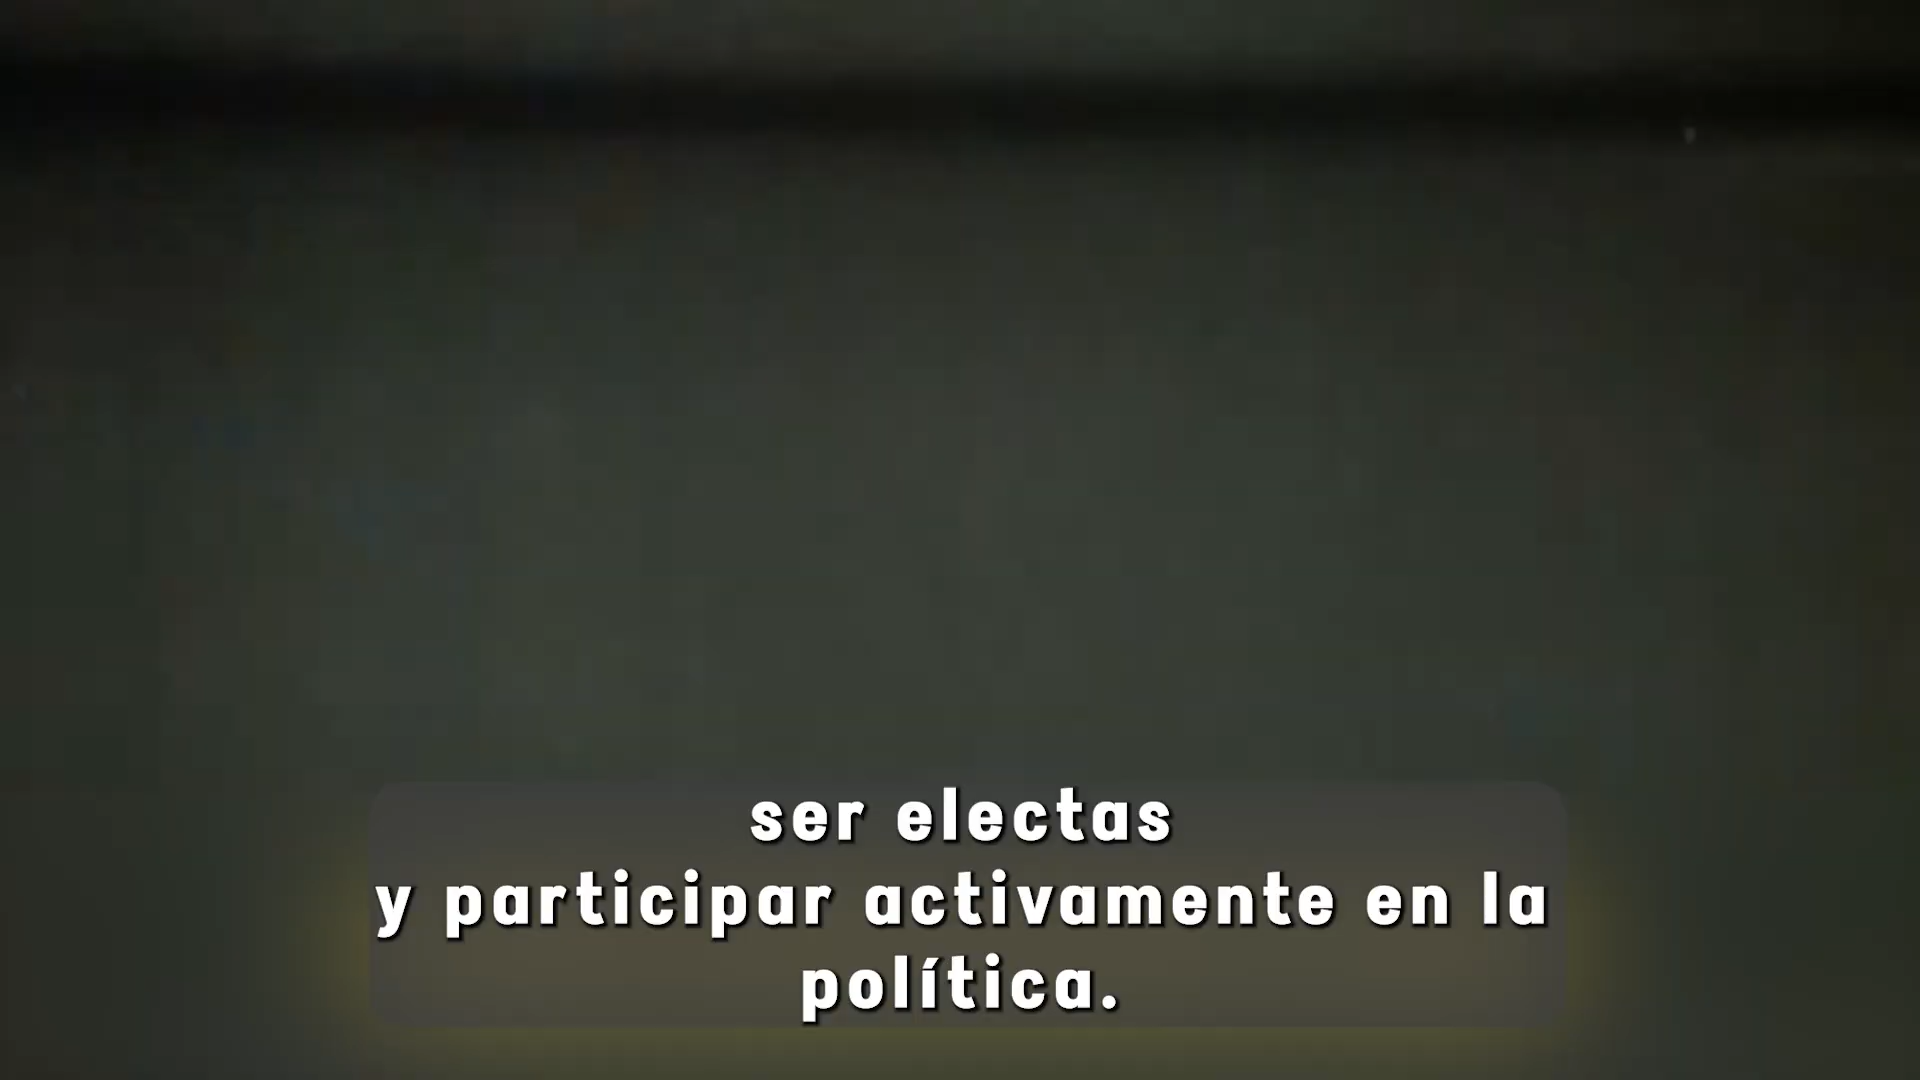 ser electas
y participar activamente en la
política.